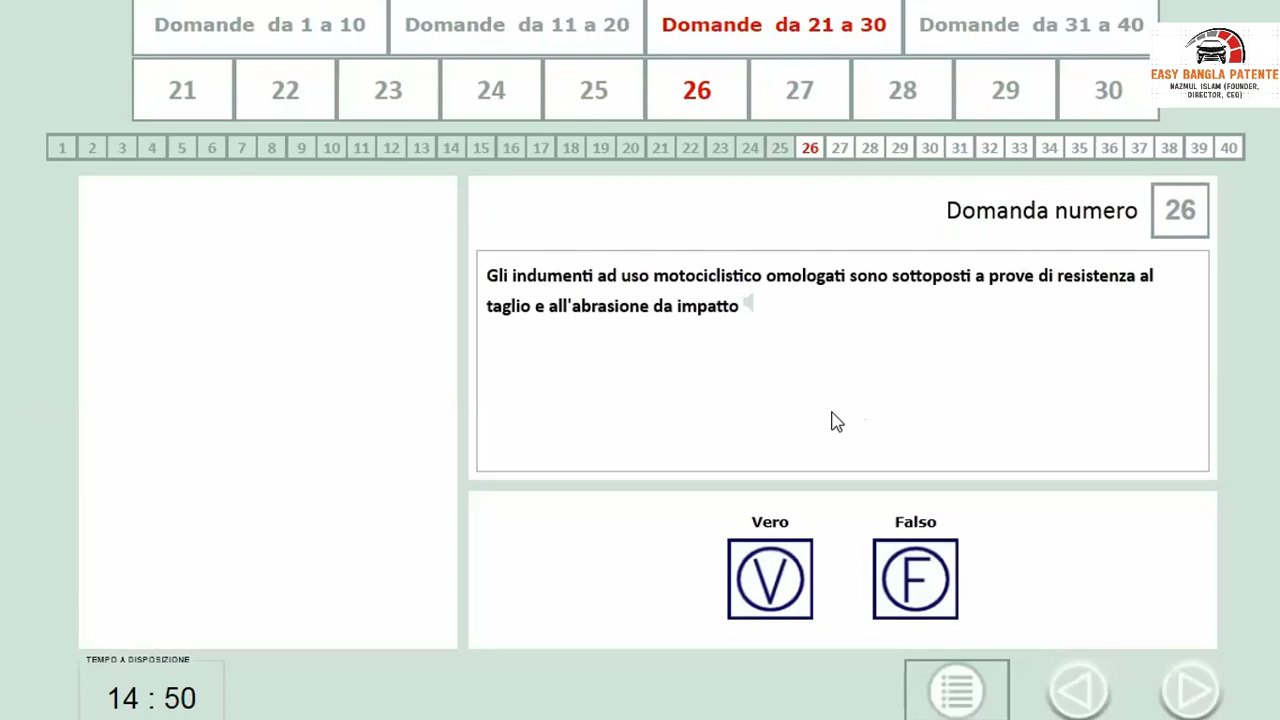 Domande da 1 a 10
Domande da 11 a 20
Domande da 21 a 30
Domande da 31 a 40
21 22 23 24 25 26 27 28 29 30
EASY BANGLA PATENTE
NAZMUL ISLAM (FOUNDER,
DIRECTOR, CEO)
1 2 3 4 5 6 7 8 9 10 11 12 13 14 15 16 17 18 19 20 21 22 23 24 25 26 27 28 29 30 31 32 33 34 35 36 37 38 39 40
Domanda numero 26
Gli indumenti ad uso motociclistico omologati sono sottoposti a prove di resistenza al
taglio e all'abrasione da impatto
Vero Falso
V F
TEMPO A DISPOSIZIONE
14 : 50